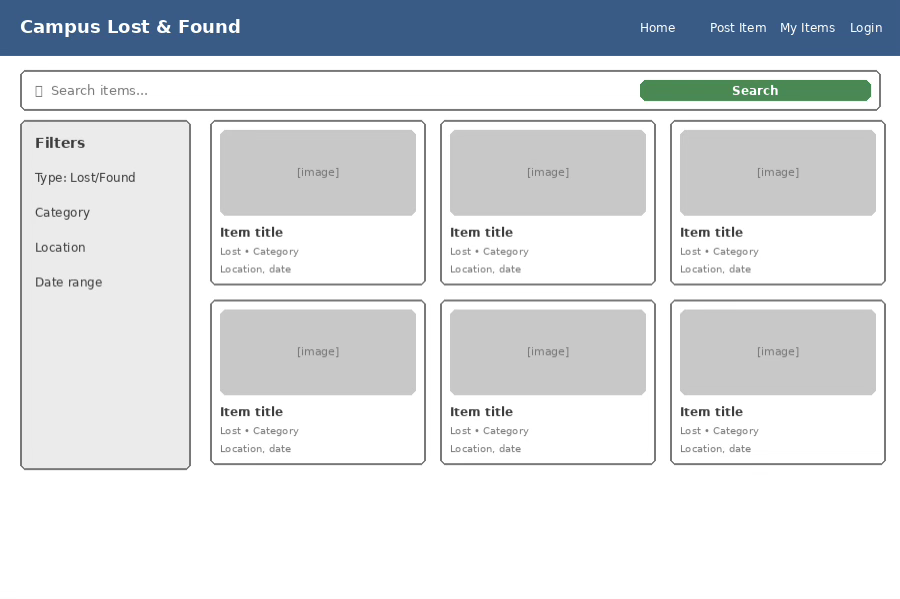 Campus Lost & Found
Home Post Item My Items Login
Search items...
Search
Filters
Type: Lost/Found
Category
Location
Date range
[image]
Item title
Lost • Category
Location, date
[image]
Item title
Lost • Category
Location, date
[image]
Item title
Lost • Category
Location, date
[image]
Item title
Lost • Category
Location, date
[image]
Item title
Lost • Category
Location, date
[image]
Item title
Lost • Category
Location, date